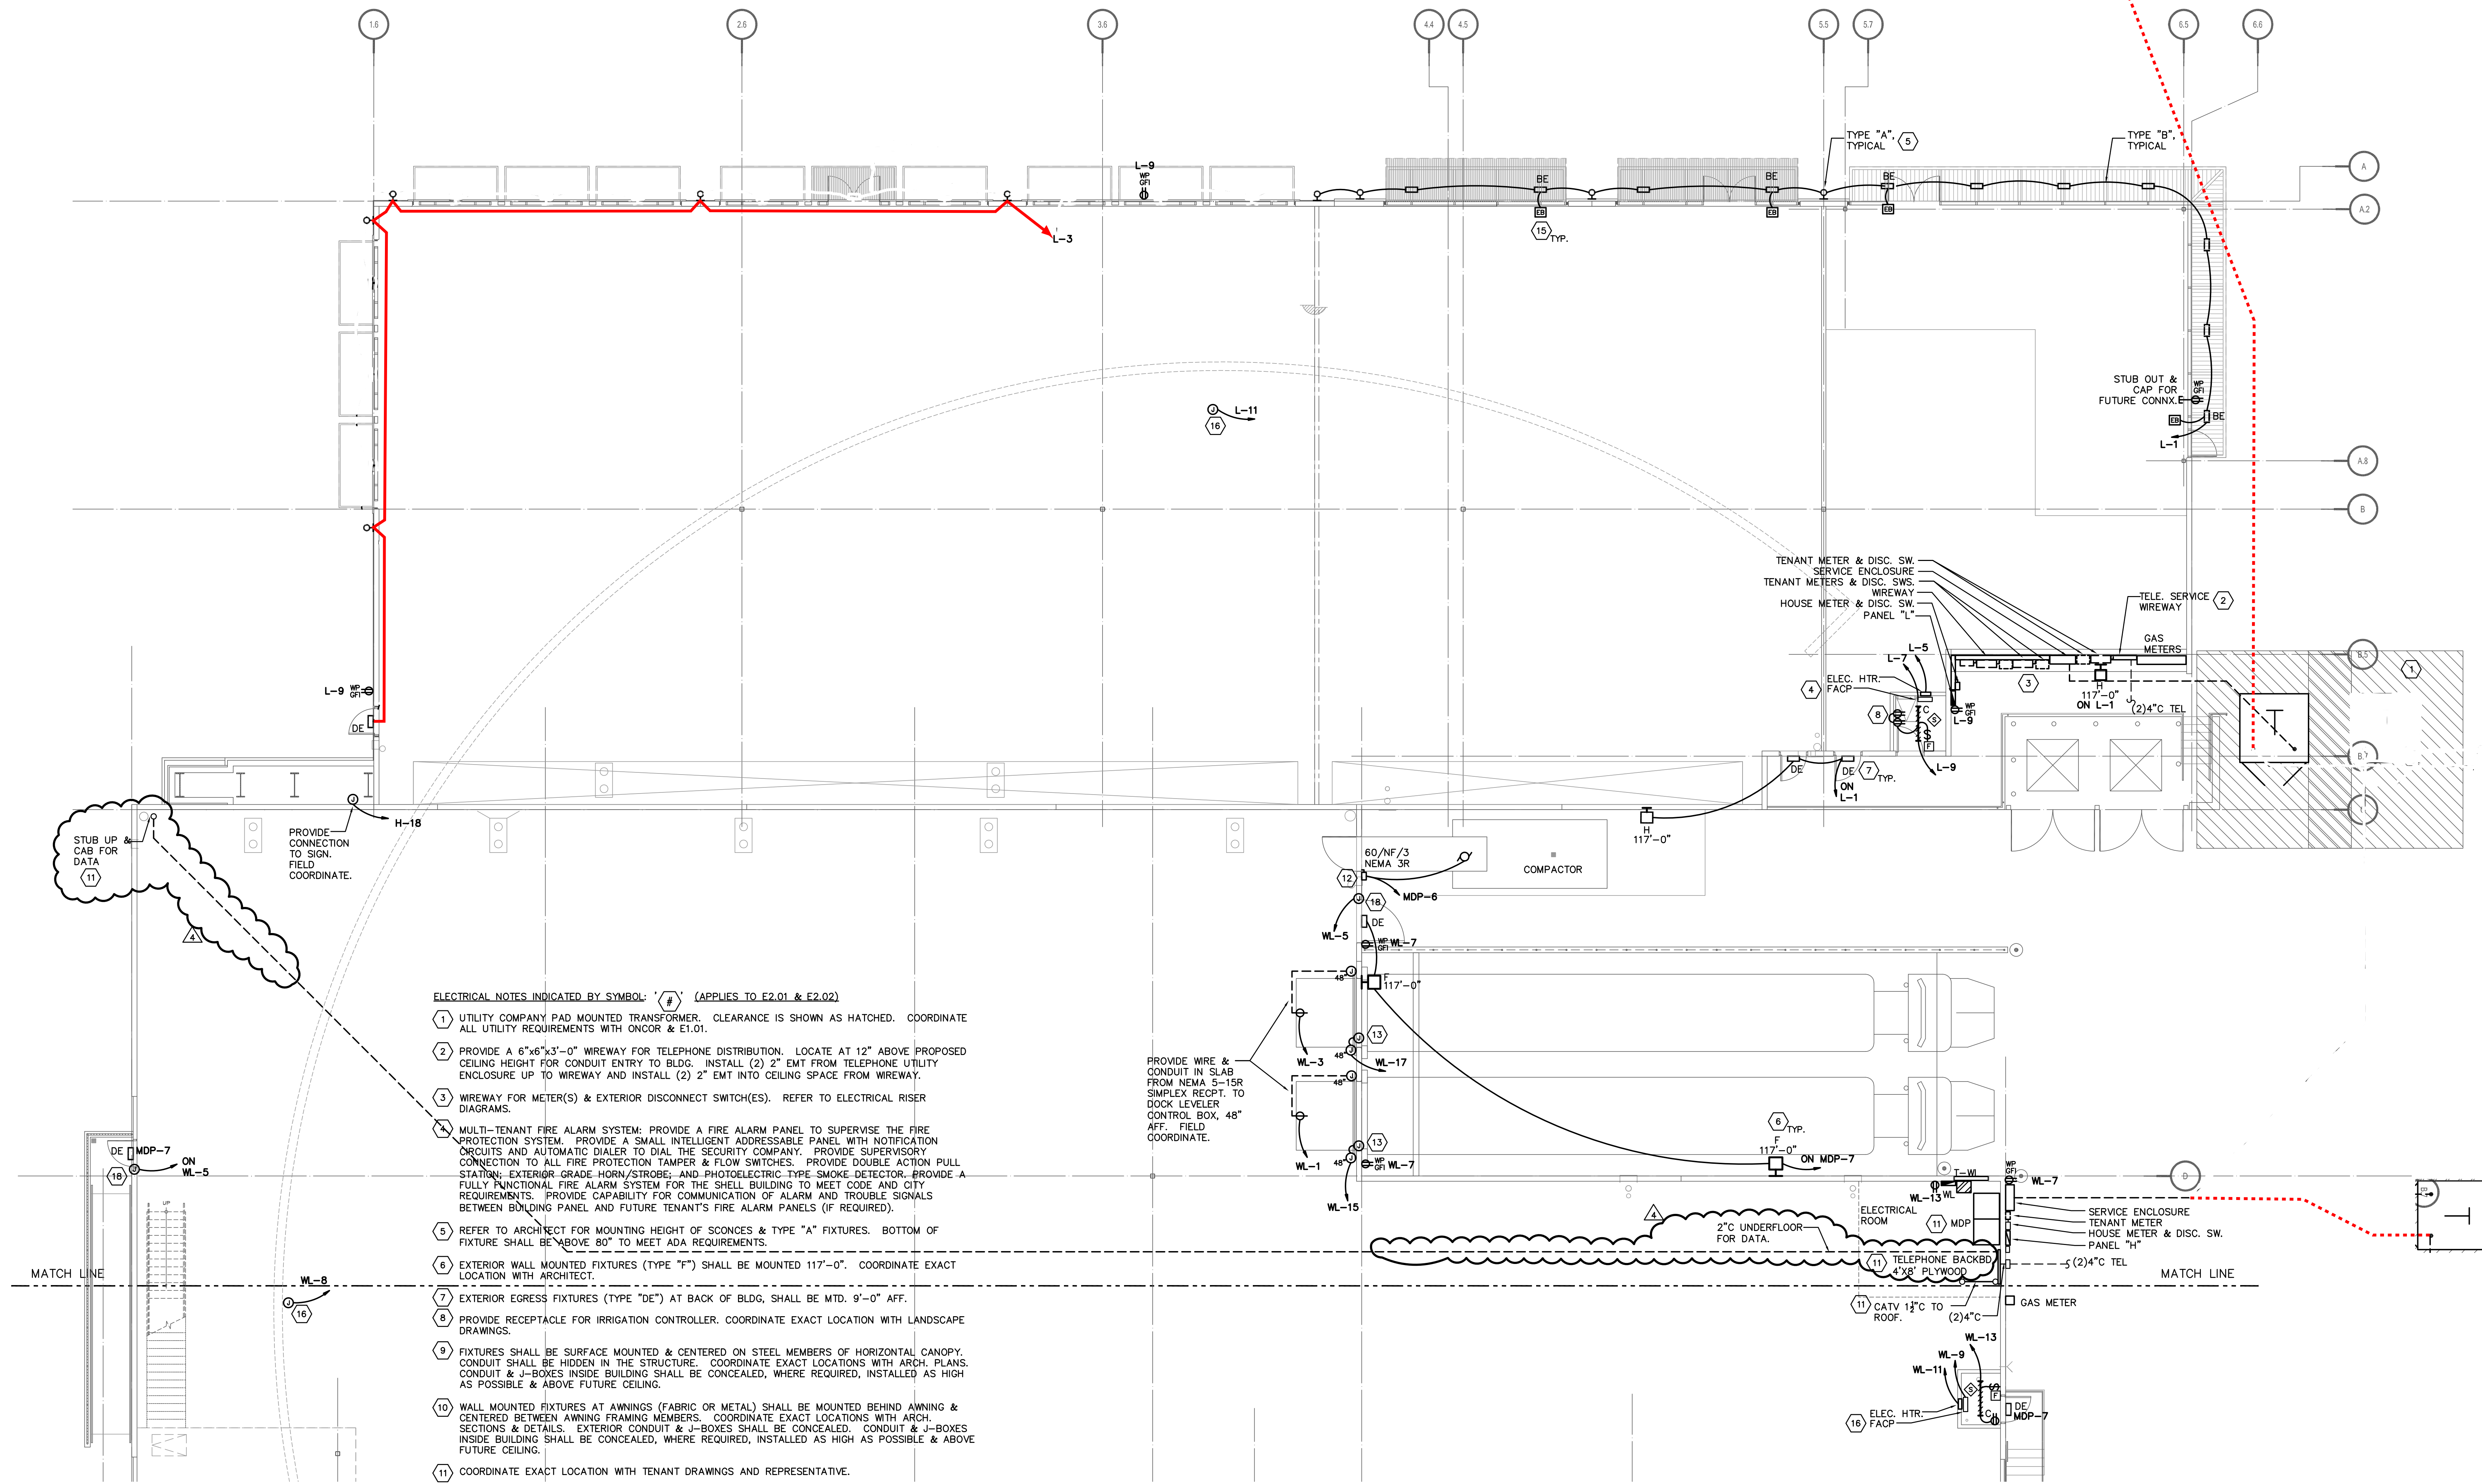 1.6
2.6
3.6
4.4
4.5
5.5
5.7
6.5
6.6
TYPE "A",
TYPICAL
5
TYPE "B",
TYPICAL
A
A.2
L-9
WP
GFI
BE
BE
BE
EB
EB
EB
15
TYP.
L-3
STUB OUT &
CAP FOR
FUTURE CONNX.
E
WP
GFI
EB
BE
L-1
J
L-11
16
A.8
B
TENANT METER & DISC. SW.
SERVICE ENCLOSURE
TENANT METERS & DISC. SWS.
WIREWAY
HOUSE METER & DISC. SW.
PANEL "L"
TELE. SERVICE
WIREWAY
2
GAS
METERS
B.5
1
L-5
L-7
ELEC. HTR.
FACP
4
3
H
117'-0"
ON L-1
(2)4"C TEL
8
C
S
S
F
WP
GFI
L-9
L-9
L-9
WP
GFI
DE
DE
DE
7
TYP.
ON
L-1
B.7
H
117'-0"
J
H-18
PROVIDE
CONNECTION
TO SIGN.
FIELD
COORDINATE.
STUB UP &
CAB FOR
DATA
11
4
60/NF/3
NEMA 3R
COMPACTOR
12
MDP-6
J
18
DE
WL-5
WP
GFI
WL-7
J
48"
F
117'-0"
J
13
J
48"
WL-3
WL-17
PROVIDE WIRE &
CONDUIT IN SLAB
FROM NEMA 5-15R
SIMPLEX RECPT. TO
DOCK LEVELER
CONTROL BOX, 48"
AFF. FIELD
COORDINATE.
J
48"
J
13
J
48"
WL-1
WP
GFI
WL-7
WL-15
6
TYP.
F
117'-0"
ON MDP-7
ELECTRICAL NOTES INDICATED BY SYMBOL: ' # ' (APPLIES TO E2.01 & E2.02)
1 UTILITY COMPANY PAD MOUNTED TRANSFORMER. CLEARANCE IS SHOWN AS HATCHED. COORDINATE
ALL UTILITY REQUIREMENTS WITH ONCOR & E1.01.
2 PROVIDE A 6"x6"x3'-0" WIREWAY FOR TELEPHONE DISTRIBUTION. LOCATE AT 12" ABOVE PROPOSED
CEILING HEIGHT FOR CONDUIT ENTRY TO BLDG. INSTALL (2) 2" EMT FROM TELEPHONE UTILITY
ENCLOSURE UP TO WIREWAY AND INSTALL (2) 2" EMT INTO CEILING SPACE FROM WIREWAY.
3 WIREWAY FOR METER(S) & EXTERIOR DISCONNECT SWITCH(ES). REFER TO ELECTRICAL RISER
DIAGRAMS.
4 MULTI-TENANT FIRE ALARM SYSTEM: PROVIDE A FIRE ALARM PANEL TO SUPERVISE THE FIRE
PROTECTION SYSTEM. PROVIDE A SMALL INTELLIGENT ADDRESSABLE PANEL WITH NOTIFICATION
CIRCUITS AND AUTOMATIC DIALER TO DIAL THE SECURITY COMPANY. PROVIDE SUPERVISORY
CONNECTION TO ALL FIRE PROTECTION TAMPER & FLOW SWITCHES. PROVIDE DOUBLE ACTION PULL
STATION; EXTERIOR GRADE HORN/STROBE; AND PHOTOELECTRIC TYPE SMOKE DETECTOR. PROVIDE A
FULLY FUNCTIONAL FIRE ALARM SYSTEM FOR THE SHELL BUILDING TO MEET CODE AND CITY
REQUIREMENTS. PROVIDE CAPABILITY FOR COMMUNICATION OF ALARM AND TROUBLE SIGNALS
BETWEEN BUILDING PANEL AND FUTURE TENANT'S FIRE ALARM PANELS (IF REQUIRED).
5 REFER TO ARCHITECT FOR MOUNTING HEIGHT OF SCONCES & TYPE "A" FIXTURES. BOTTOM OF
FIXTURE SHALL BE ABOVE 80" TO MEET ADA REQUIREMENTS.
6 EXTERIOR WALL MOUNTED FIXTURES (TYPE "F") SHALL BE MOUNTED 117'-0". COORDINATE EXACT
LOCATION WITH ARCHITECT.
7 EXTERIOR EGRESS FIXTURES (TYPE "DE") AT BACK OF BLDG, SHALL BE MTD. 9'-0" AFF.
8 PROVIDE RECEPTACLE FOR IRRIGATION CONTROLLER. COORDINATE EXACT LOCATION WITH LANDSCAPE
DRAWINGS.
9 FIXTURES SHALL BE SURFACE MOUNTED & CENTERED ON STEEL MEMBERS OF HORIZONTAL CANOPY.
CONDUIT SHALL BE HIDDEN IN THE STRUCTURE. COORDINATE EXACT LOCATIONS WITH ARCH. PLANS.
CONDUIT & J-BOXES INSIDE BUILDING SHALL BE CONCEALED, WHERE REQUIRED, INSTALLED AS HIGH
AS POSSIBLE & ABOVE FUTURE CEILING.
10 WALL MOUNTED FIXTURES AT AWNINGS (FABRIC OR METAL) SHALL BE MOUNTED BEHIND AWNING &
CENTERED BETWEEN AWNING FRAMING MEMBERS. COORDINATE EXACT LOCATIONS WITH ARCH.
SECTIONS & DETAILS. EXTERIOR CONDUIT & J-BOXES SHALL BE CONCEALED. CONDUIT & J-BOXES
INSIDE BUILDING SHALL BE CONCEALED, WHERE REQUIRED, INSTALLED AS HIGH AS POSSIBLE & ABOVE
FUTURE CEILING.
11 COORDINATE EXACT LOCATION WITH TENANT DRAWINGS AND REPRESENTATIVE.
DE
MDP-7
18
J
ON
WL-5
UP
MATCH LINE
WL-8
J
16
D
T-WL
WL-13
WL
WP
GFI
WL-7
ELECTRICAL
ROOM
11 MDP
SERVICE ENCLOSURE
TENANT METER
HOUSE METER & DISC. SW.
PANEL "H"
4
2"C UNDERFLOOR
FOR DATA.
11 TELEPHONE BACKBD
4'X8' PLYWOOD
(2)4"C TEL
MATCH LINE
11 CATV 1½"C TO
ROOF.
(2)4"C
GAS METER
WL-13
WL-9
WL-11
S
S
F
C
16
ELEC. HTR.
FACP
DE
MDP-7